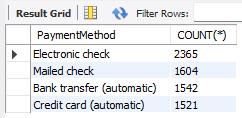 Result Grid Filter Rows:
PaymentMethod COUNT(*)
Electronic check 2365
Mailed check 1604
Bank transfer (automatic) 1542
Credit card (automatic) 1521